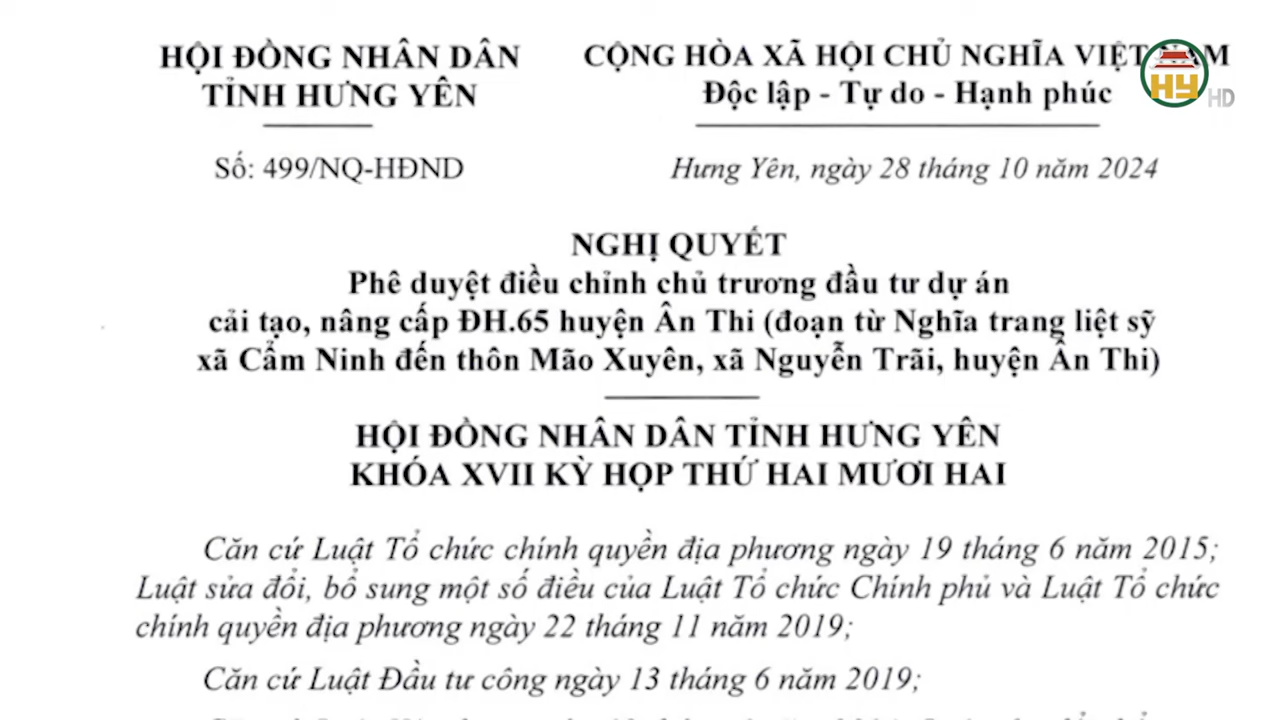 HỘI ĐỒNG NHÂN DÂN
TỈNH HƯNG YÊN
Số: 499/NQ-HĐND
CỘNG HÒA XÃ HỘI CHỦ NGHĨA VIỆT NAM
Độc lập - Tự do - Hạnh phúc
Hưng Yên, ngày 28 tháng 10 năm 2024
HY HD
NGHỊ QUYẾT
Phê duyệt điều chỉnh chủ trương đầu tư dự án
cải tạo, nâng cấp ĐH.65 huyện Ân Thi (đoạn từ Nghĩa trang liệt sỹ
xã Cẩm Ninh đến thôn Mão Xuyên, xã Nguyễn Trãi, huyện Ân Thi)
HỘI ĐỒNG NHÂN DÂN TỈNH HƯNG YÊN
KHÓA XVII KỲ HỌP THỨ HAI MƯƠI HAI
Căn cứ Luật Tổ chức chính quyền địa phương ngày 19 tháng 6 năm 2015;
Luật sửa đổi, bổ sung một số điều của Luật Tổ chức Chính phủ và Luật Tổ chức
chính quyền địa phương ngày 22 tháng 11 năm 2019;
Căn cứ Luật Đầu tư công ngày 13 tháng 6 năm 2019;